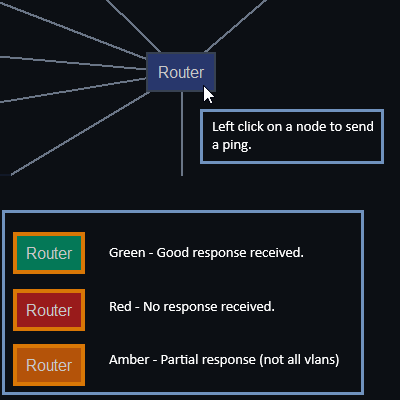 Router
Left click on a node to send
a ping.
Router
Green - Good response received.
Router
Red - No response received.
Router
Amber - Partial response (not all vlans)